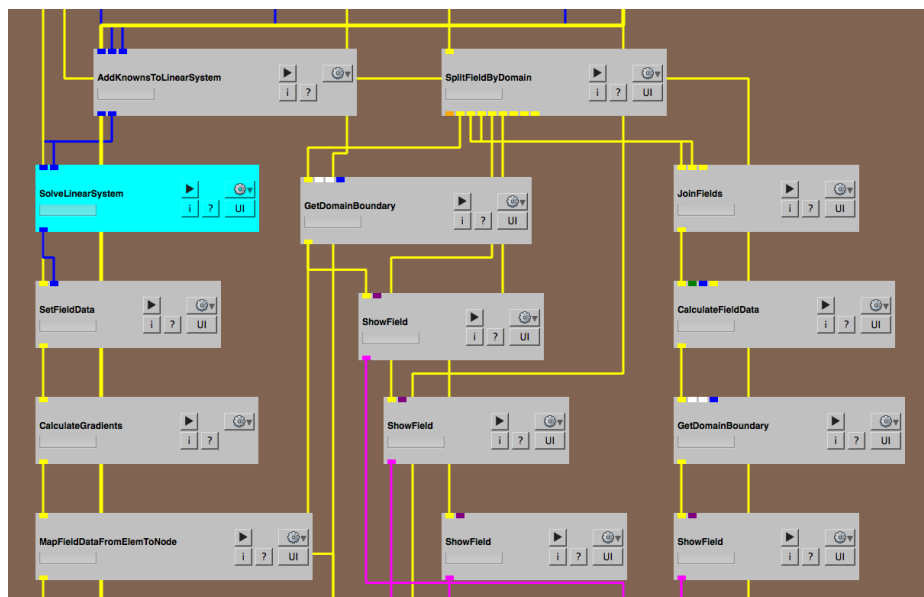 AddKnownsToLinearSystem
i ?
SplitFieldByDomain
i ? UI
SolveLinearSystem
i ? UI
GetDomainBoundary
i ? UI
JoinFields
i ? UI
SetFieldData
i ? UI
ShowField
i ? UI
CalculateFieldData
i ? UI
CalculateGradients
i ?
ShowField
i ? UI
GetDomainBoundary
i ? UI
MapFieldDataFromElemToNode
i ? UI
ShowField
i ? UI
ShowField
i ? UI